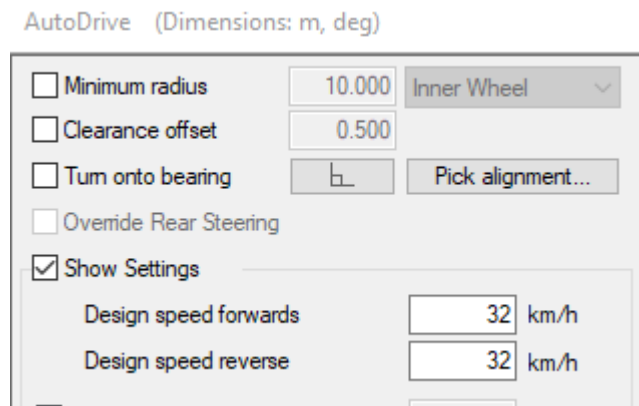 AutoDrive (Dimensions: m, deg)
Minimum radius 10.000 Inner Wheel
Clearance offset 0.500
Turn onto bearing Pick alignment...
Override Rear Steering
Show Settings
Design speed forwards 32 km/h
Design speed reverse 32 km/h